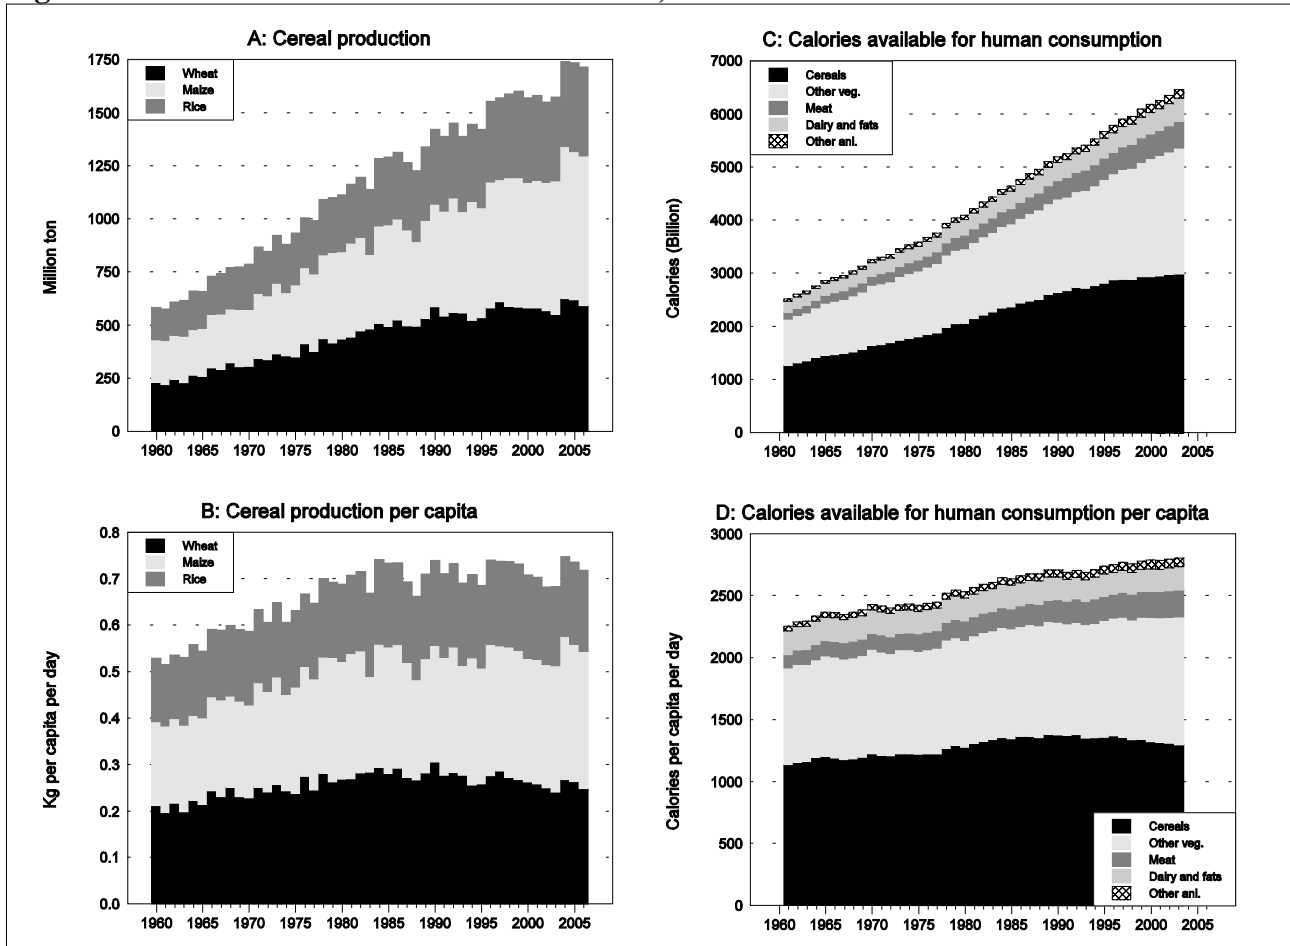 A: Cereal production
1750
1500
1250
1000
750
500
250
0
Million ton
Wheat
Maize
Rice
1960 1965 1970 1975 1980 1985 1990 1995 2000 2005
C: Calories available for human consumption
7000
6000
5000
4000
3000
2000
1000
0
Calories (Billion)
Cereals
Other veg.
Meat
Dairy and fats
Other ani.
1960 1965 1970 1975 1980 1985 1990 1995 2000 2005
B: Cereal production per capita
0.8
0.7
0.6
0.5
0.4
0.3
0.2
0.1
0.0
Kg per capita per day
Wheat
Maize
Rice
1960 1965 1970 1975 1980 1985 1990 1995 2000 2005
D: Calories available for human consumption per capita
3000
2500
2000
1500
1000
500
0
Calories per capita per day
Cereals
Other veg.
Meat
Dairy and fats
Other ani.
1960 1965 1970 1975 1980 1985 1990 1995 2000 2005